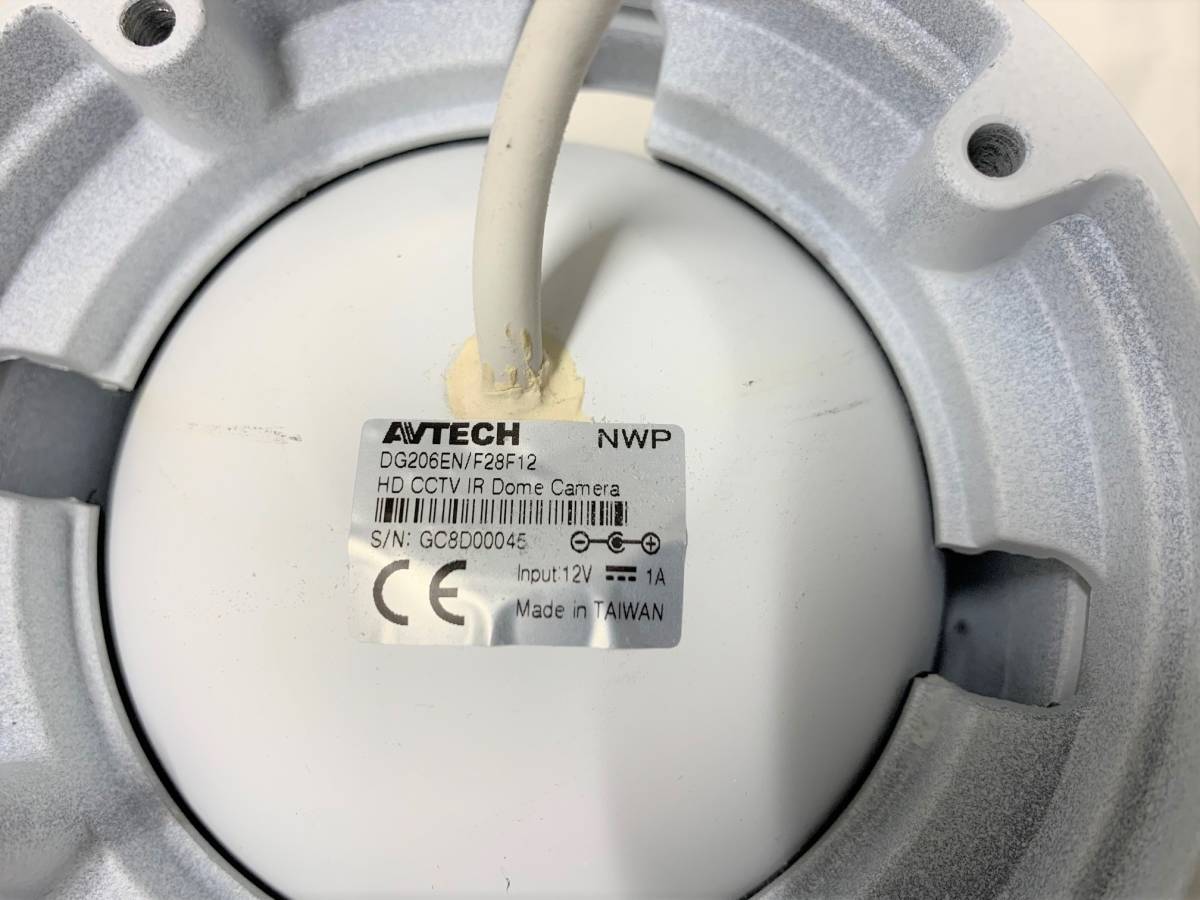 AVTECH NWP
DG206EN/F28F12
HD CCTV IR Dome Camera
S/N: GC8D00045
Input:12V 1A
CE
Made in TAIWAN